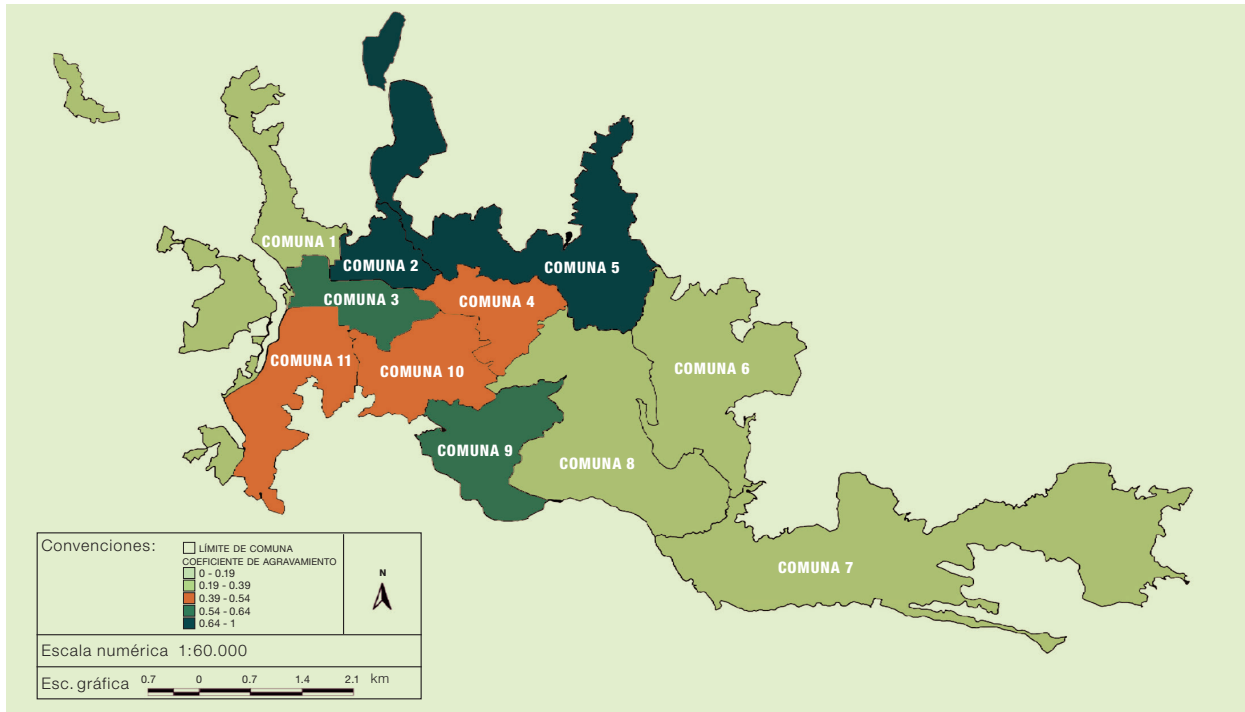 COMUNA 1
COMUNA 2
COMUNA 5
COMUNA 3
COMUNA 4
COMUNA 11
COMUNA 10
COMUNA 6
COMUNA 9
COMUNA 8
COMUNA 7
Convenciones:
LÍMITE DE COMUNA
COEFICIENTE DE AGRAVAMIENTO
0 - 0.19
0.19 - 0.39
0.39 - 0.54
0.54 - 0.64
0.64 - 1
N
Escala numérica 1:60.000
Esc. gráfica 0.7 0 0.7 1.4 2.1 km